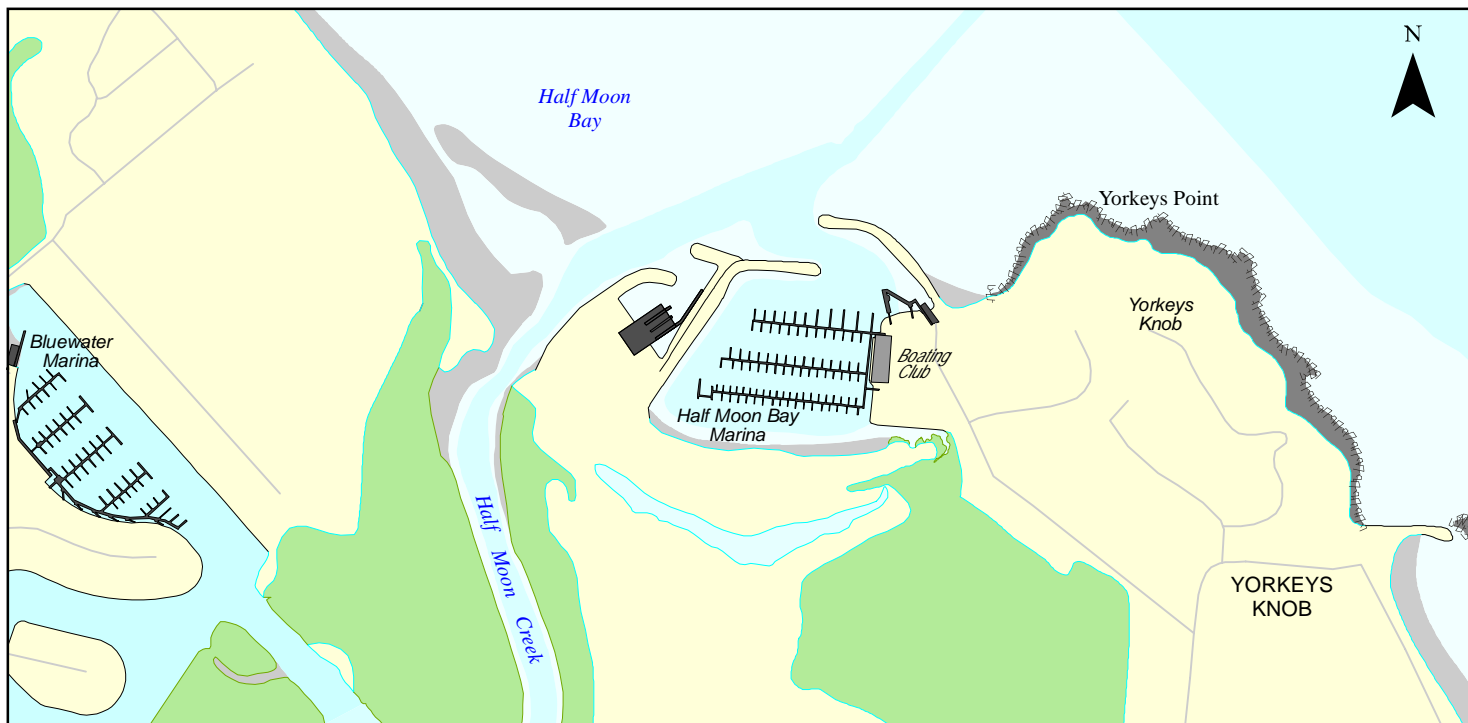 N
Half Moon
Bay
Yorkeys Point
Yorkeys
Knob
Bluewater
Marina
Boating
Club
Half Moon Bay
Marina
Half Moon Creek
YORKEYS
KNOB